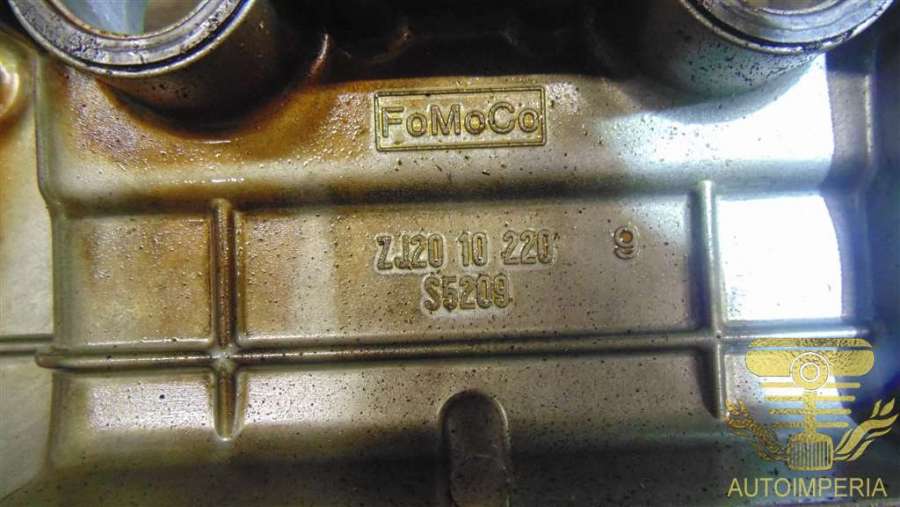 FoMoCo
ZJ20 10 220 9
S5209
AUTOIMPERIA